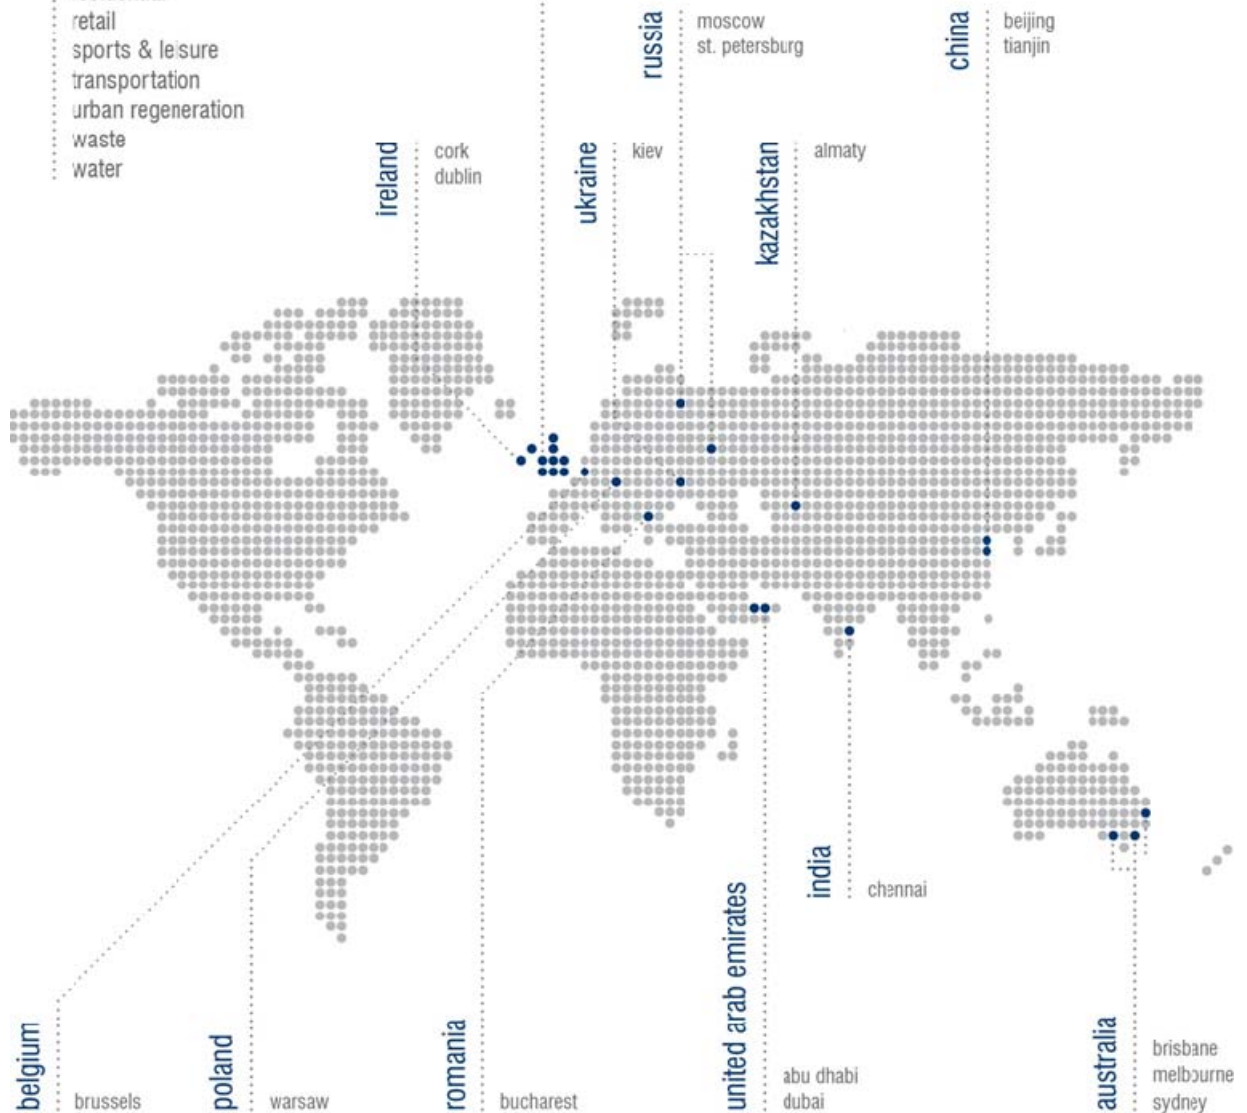 retail
sports & leisure
transportation
urban regeneration
waste
water
russia
moscow
st. petersburg
china
beijing
tianjin
ireland
cork
dublin
ukraine
kiev
kazakhstan
almaty
india
chennai
belgium
brussels
poland
warsaw
romania
bucharest
united arab emirates
abu dhabi
dubai
australia
brisbane
melbourne
sydney